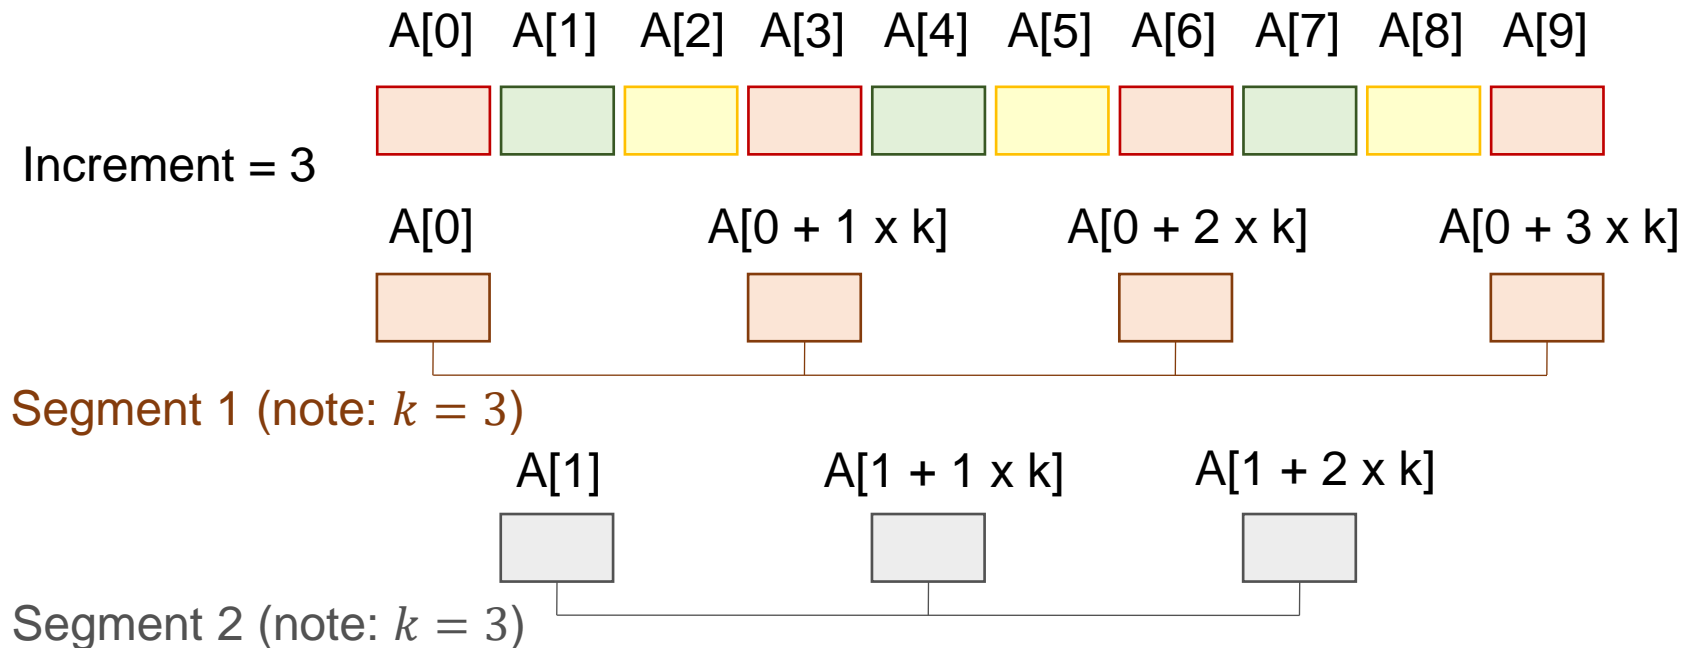 A[0] A[1] A[2] A[3] A[4] A[5] A[6] A[7] A[8] A[9]
Increment = 3
A[0] A[0 + 1 x k] A[0 + 2 x k] A[0 + 3 x k]
Segment 1 (note: k = 3)
A[1] A[1 + 1 x k] A[1 + 2 x k]
Segment 2 (note: k = 3)